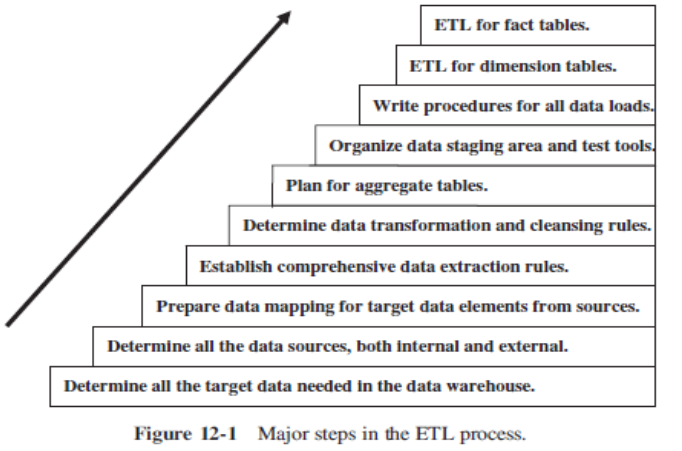 ETL for fact tables.
ETL for dimension tables.
Write procedures for all data loads.
Organize data staging area and test tools.
Plan for aggregate tables.
Determine data transformation and cleansing rules.
Establish comprehensive data extraction rules.
Prepare data mapping for target data elements from sources.
Determine all the data sources, both internal and external.
Determine all the target data needed in the data warehouse.
Figure 12-1 Major steps in the ETL process.